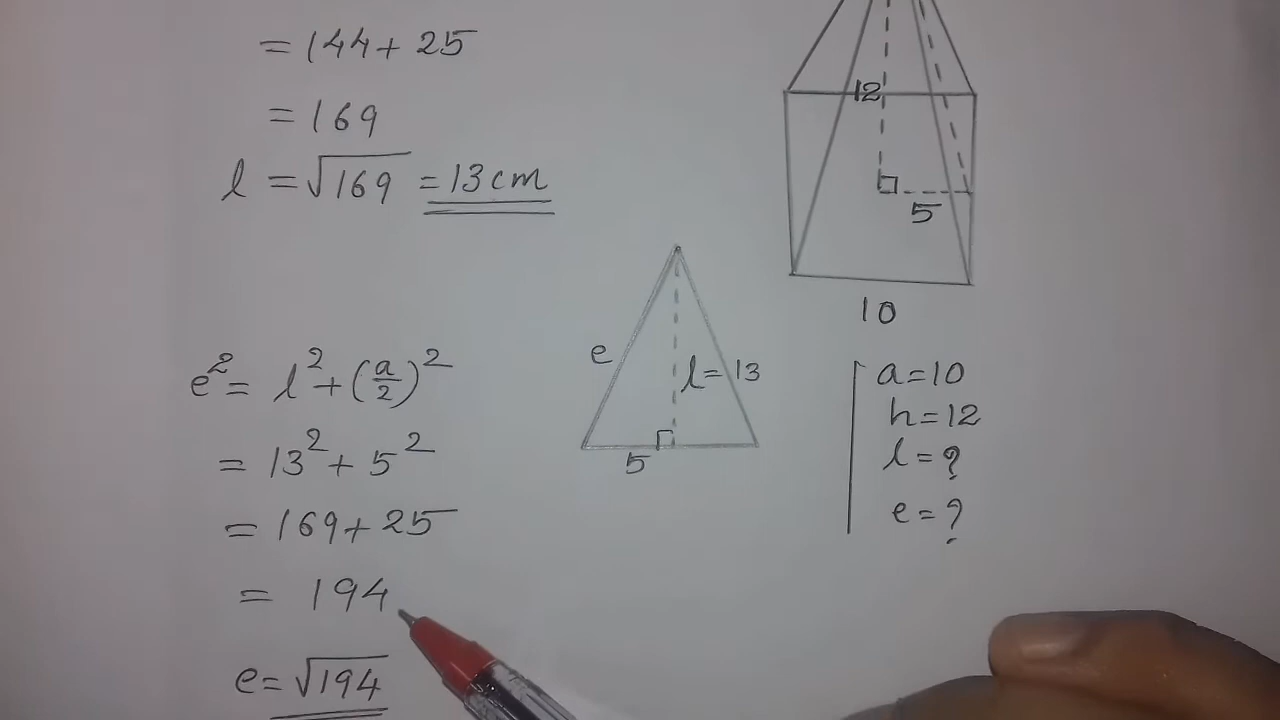 = 144 + 25
= 169
l = √169 = 13 cm
e² = l² + (a/2)²
= 13² + 5²
= 169 + 25
= 194
e = √194
e
l = 13
5
12
5
10
a = 10
h = 12
l = ?
e = ?